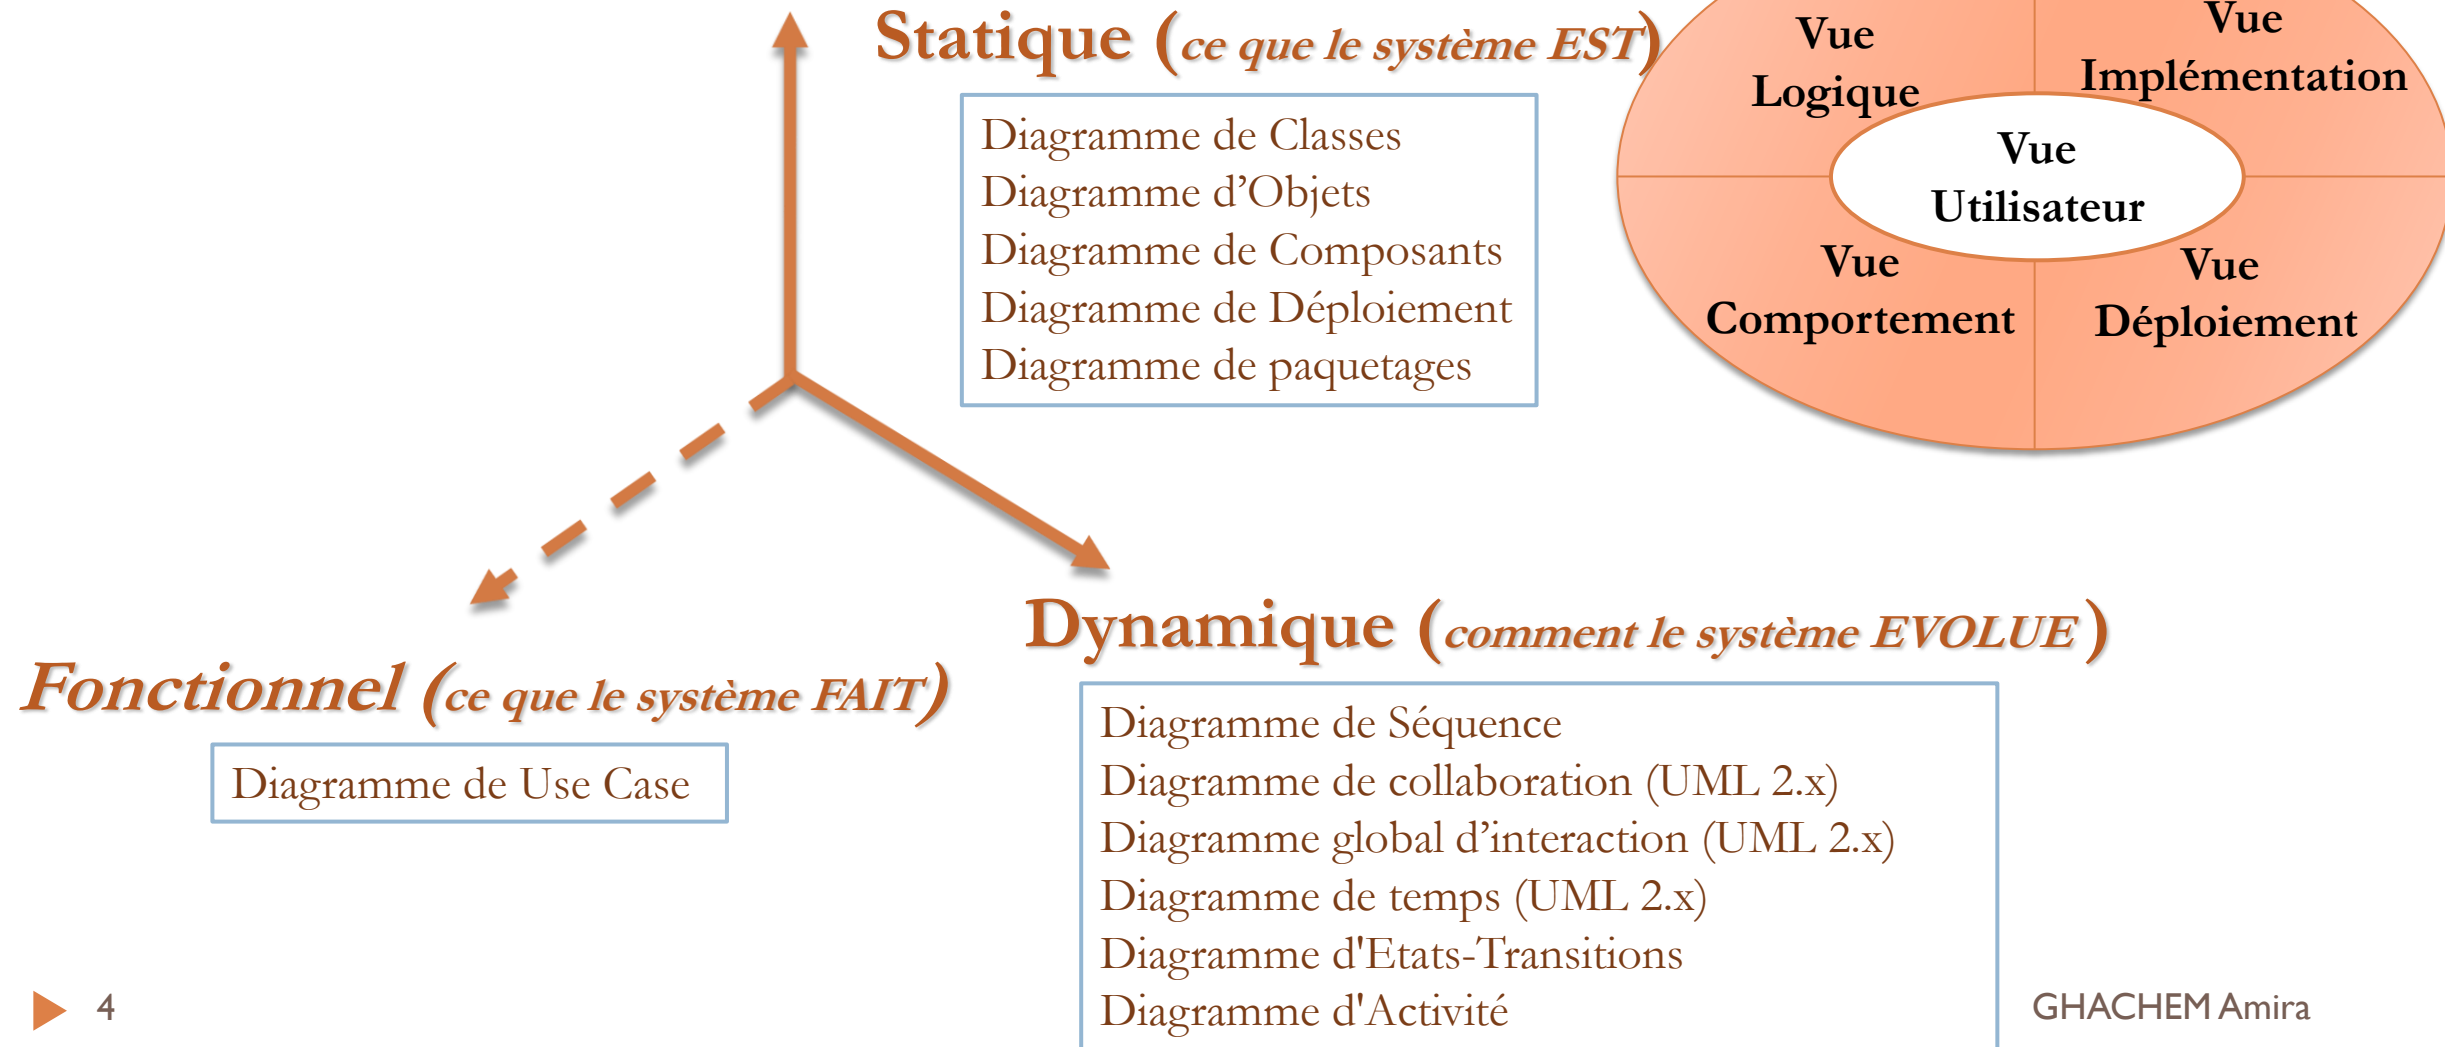 Statique (ce que le système EST)
Diagramme de Classes
Diagramme d’Objets
Diagramme de Composants
Diagramme de Déploiement
Diagramme de paquetages
Vue
Logique
Vue
Implémentation
Vue
Utilisateur
Vue
Comportement
Vue
Déploiement
Fonctionnel (ce que le système FAIT)
Diagramme de Use Case
Dynamique (comment le système EVOLUE )
Diagramme de Séquence
Diagramme de collaboration (UML 2.x)
Diagramme global d’interaction (UML 2.x)
Diagramme de temps (UML 2.x)
Diagramme d'Etats-Transitions
Diagramme d'Activité
4
GHACHEM Amira